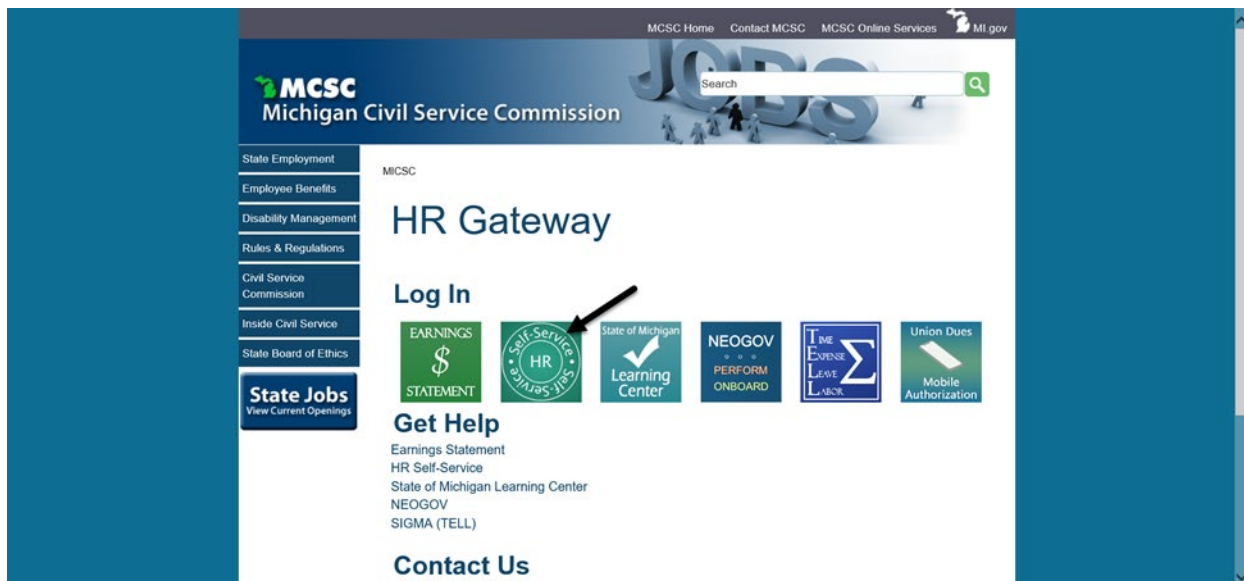 MCSC Home Contact MCSC MCSC Online Services MI.gov
JOBS
Search
MCSC
Michigan Civil Service Commission
State Employment
Employee Benefits
Disability Management
Rules & Regulations
Civil Service
Commission
Inside Civil Service
State Board of Ethics
State Jobs
View Current Openings
MICSC
HR Gateway
Log In
EARNINGS
$
STATEMENT
Self-Service • Self-Service •
HR
State of Michigan
Learning
Center
NEOGOV
PERFORM
ONBOARD
TIME
EXPENSE
LEAVE
LABOR
Σ
Union Dues
Mobile
Authorization
Get Help
Earnings Statement
HR Self-Service
State of Michigan Learning Center
NEOGOV
SIGMA (TELL)
Contact Us